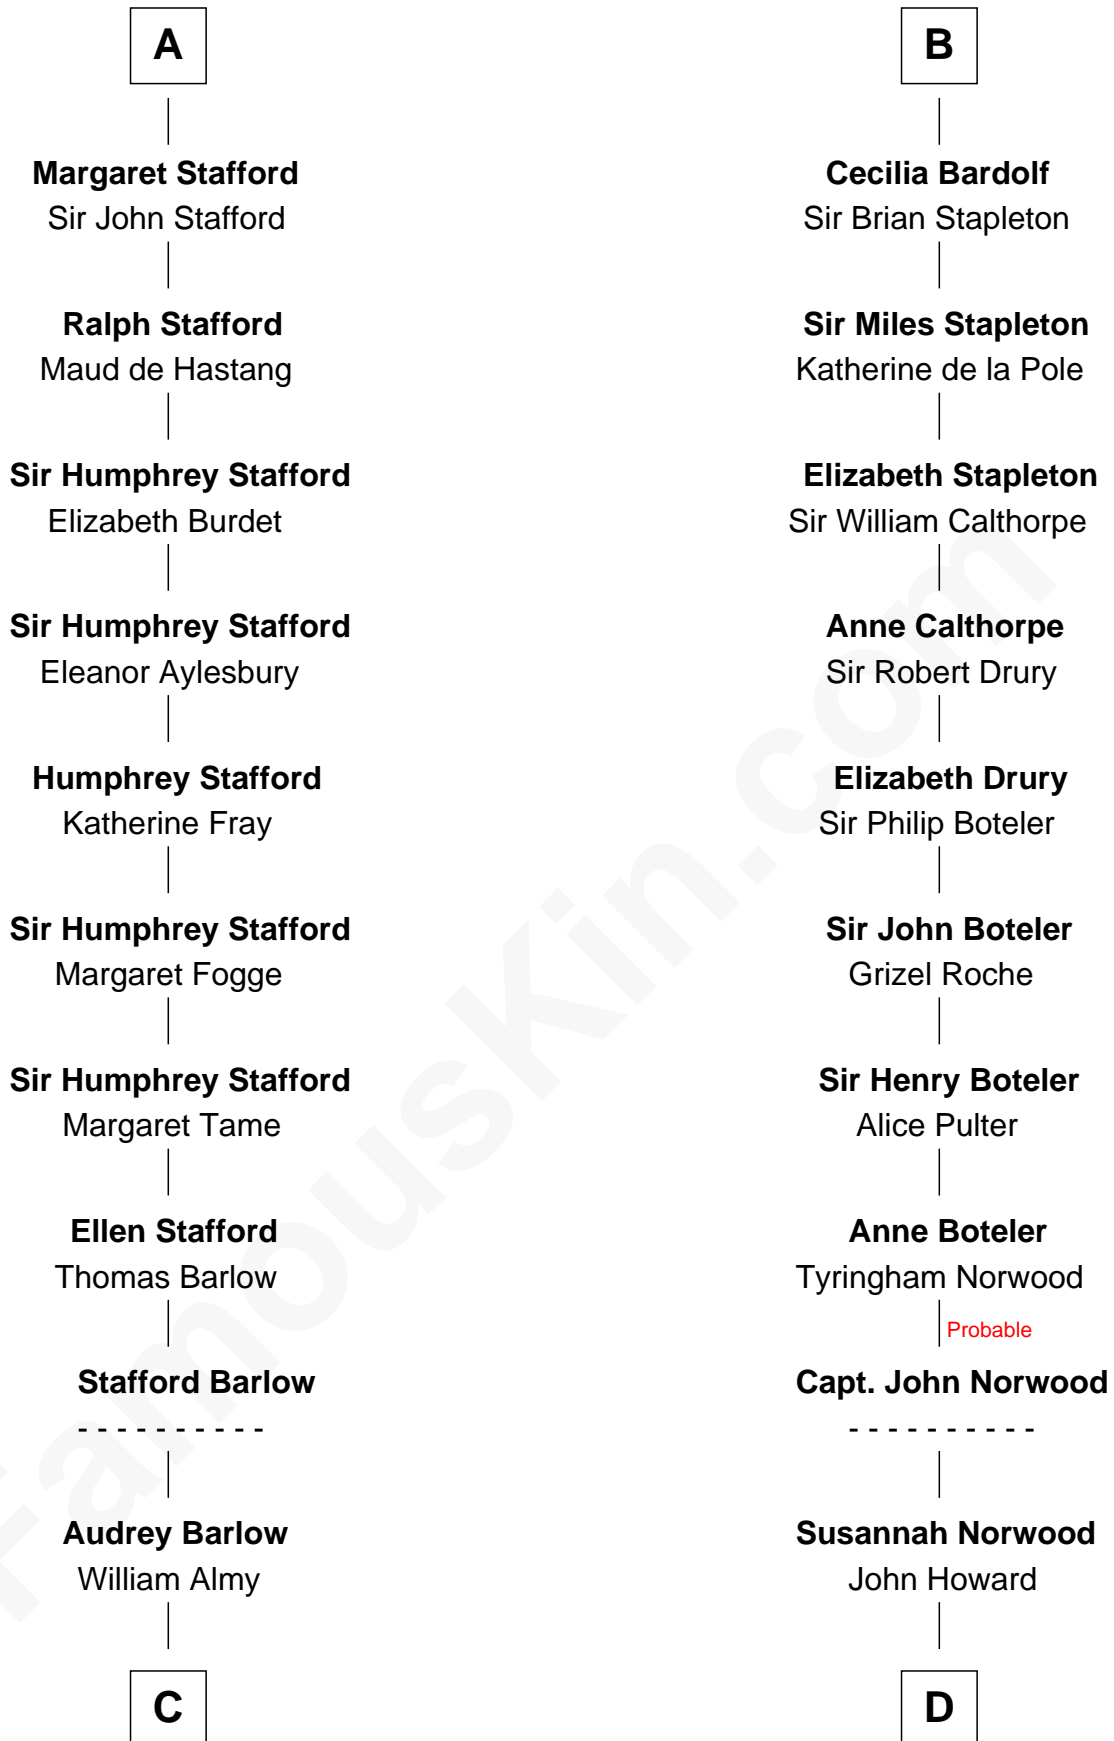 A
Margaret Stafford
Sir John Stafford
Ralph Stafford
Maud de Hastang
Sir Humphrey Stafford
Elizabeth Burdet
Sir Humphrey Stafford
Eleanor Aylesbury
Humphrey Stafford
Katherine Fray
Sir Humphrey Stafford
Margaret Fogge
Sir Humphrey Stafford
Margaret Tame
Ellen Stafford
Thomas Barlow
Stafford Barlow
- - - - - - - - - -
Audrey Barlow
William Almy
C
B
Cecilia Bardolf
Sir Brian Stapleton
Sir Miles Stapleton
Katherine de la Pole
Elizabeth Stapleton
Sir William Calthorpe
Anne Calthorpe
Sir Robert Drury
Elizabeth Drury
Sir Philip Boteler
Sir John Boteler
Grizel Roche
Sir Henry Boteler
Alice Pulter
Anne Boteler
Tyringham Norwood
Probable
Capt. John Norwood
- - - - - - - - - -
Susannah Norwood
John Howard
D
FamousKin.com